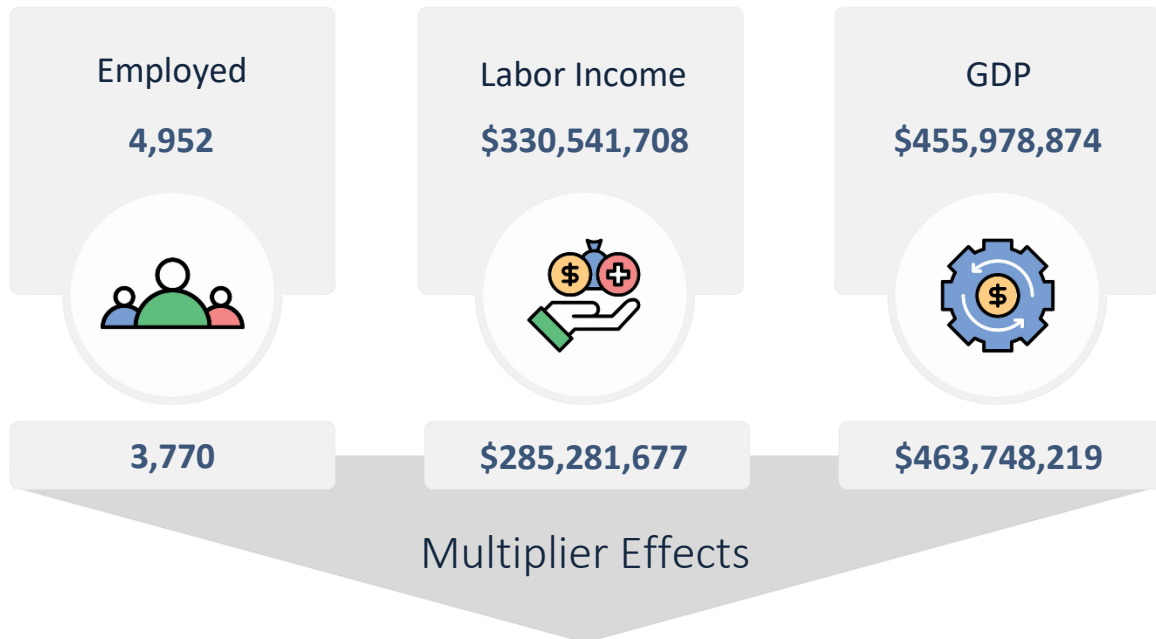 Employed
4,952
Labor Income
$330,541,708
GDP
$455,978,874
$
$
3,770
$285,281,677
$463,748,219
Multiplier Effects